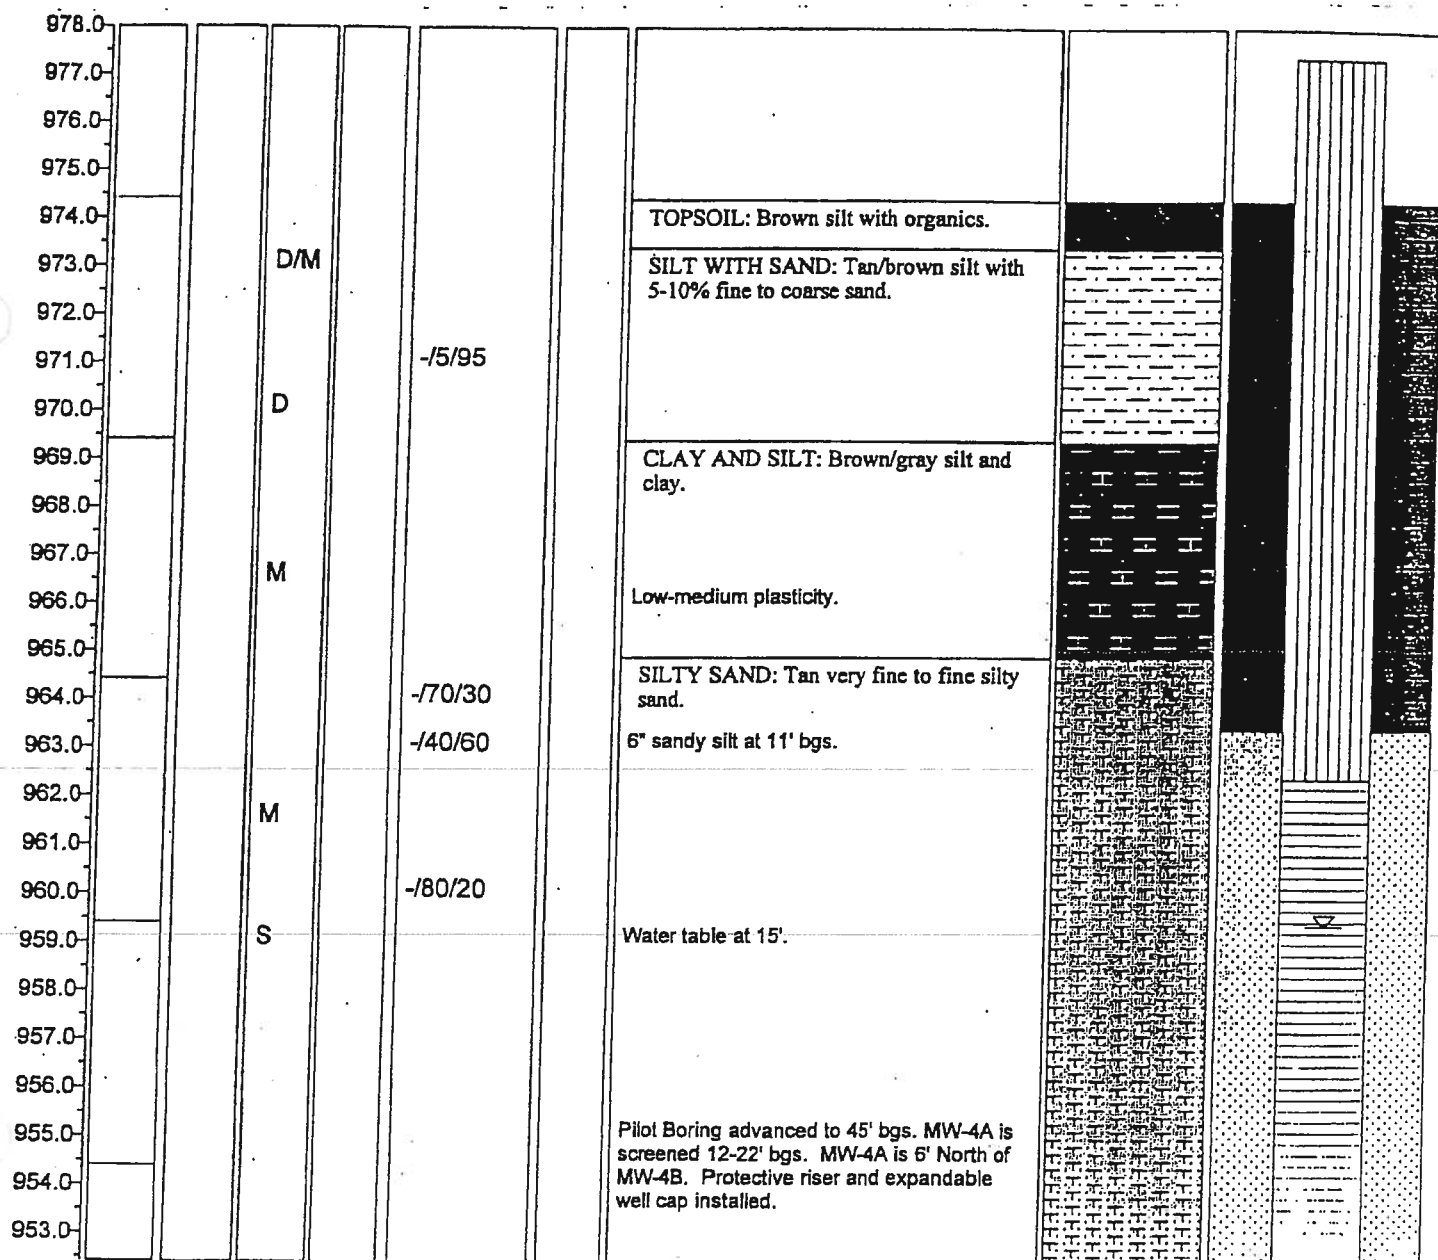 978.0
977.0
976.0
975.0
974.0
TOPSOIL: Brown silt with organics.
973.0
D/M
SILT WITH SAND: Tan/brown silt with
5-10% fine to coarse sand.
972.0
971.0
-/5/95
970.0
D
969.0
CLAY AND SILT: Brown/gray silt and
clay.
968.0
967.0
M
966.0
Low-medium plasticity.
965.0
964.0
-/70/30
SILTY SAND: Tan very fine to fine silty
sand.
963.0
-/40/60
6" sandy silt at 11' bgs.
962.0
M
961.0
960.0
-/80/20
959.0
S
Water table at 15'.
958.0
957.0
956.0
955.0
Pilot Boring advanced to 45' bgs. MW-4A is
screened 12-22' bgs. MW-4A is 6' North of
954.0
MW-4B. Protective riser and expandable
well cap installed.
953.0